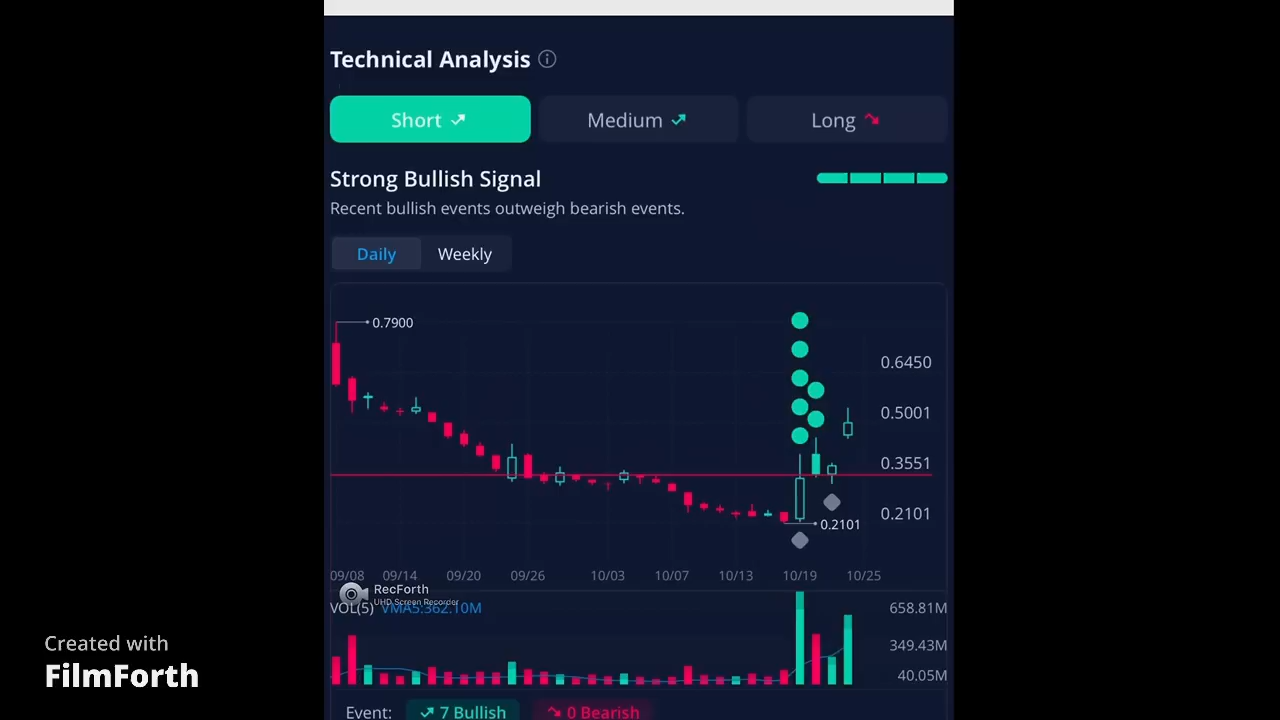 Technical Analysis
Short Medium Long
Strong Bullish Signal
Recent bullish events outweigh bearish events.
Daily Weekly
0.7900
0.6450
0.5001
0.3551
0.2101
0.2101
09/08 09/14 09/20 09/26 10/03 10/07 10/13 10/19 10/25
RecForth
UHD Screen Recorder
VOL(5) VMA5:362.10M
658.81M
349.43M
40.05M
Created with
FilmForth
Event: 7 Bullish 0 Bearish